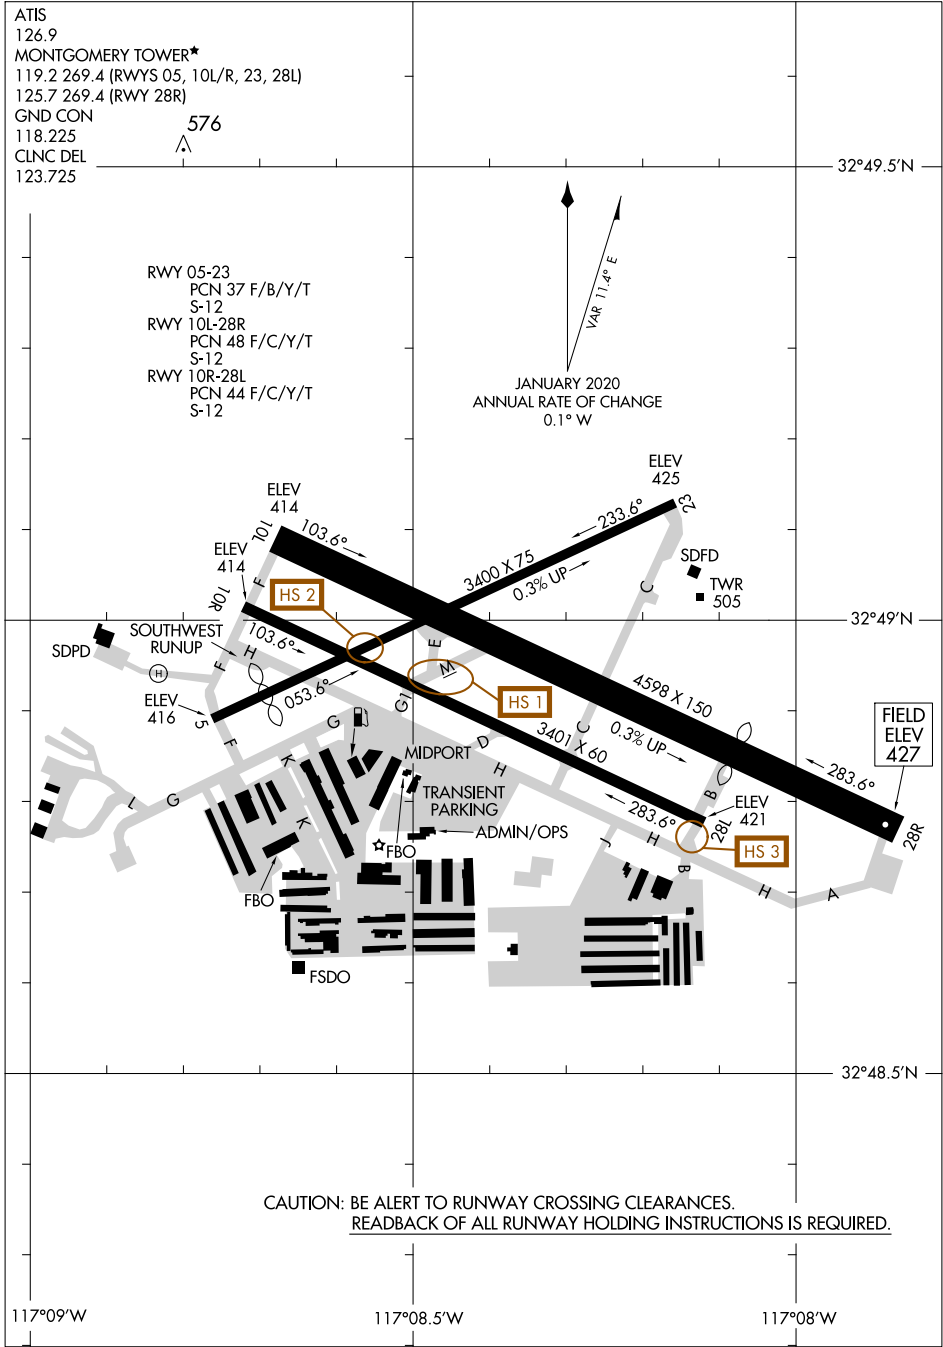 ATIS
126.9
MONTGOMERY TOWER★
119.2 269.4 (RWYS 05, 10L/R, 23, 28L)
125.7 269.4 (RWY 28R)
GND CON
118.225
CLNC DEL
123.725
576
32°49.5'N
VAR 11.4° E
JANUARY 2020
ANNUAL RATE OF CHANGE
0.1° W
RWY 05-23
PCN 37 F/B/Y/T
S-12
RWY 10L-28R
PCN 48 F/C/Y/T
S-12
RWY 10R-28L
PCN 44 F/C/Y/T
S-12
ELEV
425
23
233.6°
ELEV
414
10L
103.6°
ELEV
414
10R
F
3400 X 75
0.3% UP
C
SDFD
TWR
505
HS 2
32°49'N
SOUTHWEST
RUNUP
SDPD
H
F
H
103.6°
053.6°
E
M
HS 1
G1
ELEV
416
5
F
G
K
K
G
L
4598 X 150
0.3% UP
3401 X 60
C
D
H
B
FIELD
ELEV
427
283.6°
28R
MIDPORT
TRANSIENT
PARKING
ADMIN/OPS
FBO
FBO
FSDO
283.6°
ELEV
421
28L
HS 3
J
H
B
H
A
32°48.5'N
CAUTION: BE ALERT TO RUNWAY CROSSING CLEARANCES.
READBACK OF ALL RUNWAY HOLDING INSTRUCTIONS IS REQUIRED.
117°09'W
117°08.5'W
117°08'W